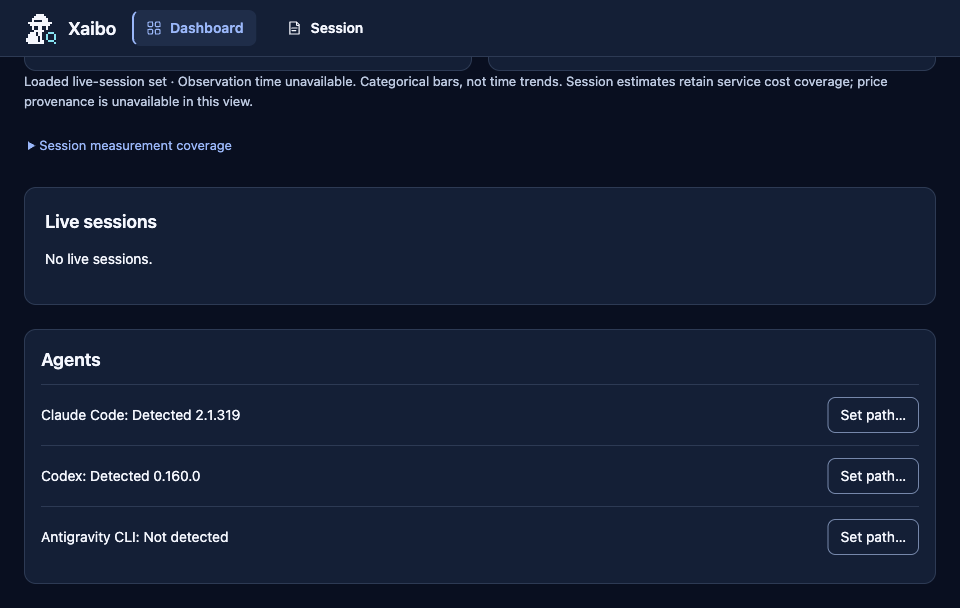 Xaibo
Dashboard
Session
Loaded live-session set · Observation time unavailable. Categorical bars, not time trends. Session estimates retain service cost coverage; price
provenance is unavailable in this view.
Session measurement coverage
Live sessions
No live sessions.
Agents
Claude Code: Detected 2.1.319
Set path...
Codex: Detected 0.160.0
Set path...
Antigravity CLI: Not detected
Set path...